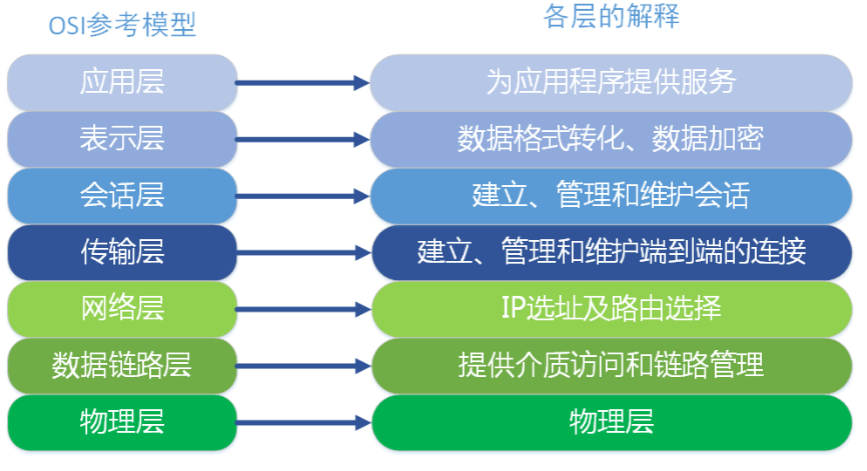 OSI参考模型
各层的解释
应用层
为应用程序提供服务
表示层
数据格式转化、数据加密
会话层
建立、管理和维护会话
传输层
建立、管理和维护端到端的连接
网络层
IP选址及路由选择
数据链路层
提供介质访问和链路管理
物理层
物理层